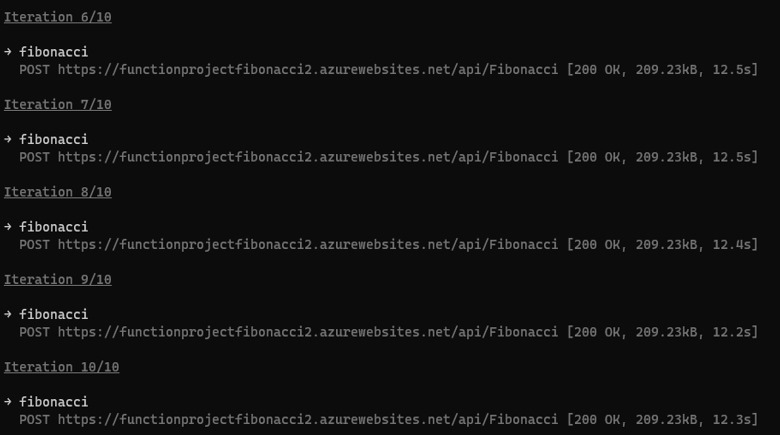 Iteration 6/10
→ fibonacci
POST https://functionprojectfibonacci2.azurewebsites.net/api/Fibonacci [200 OK, 209.23kB, 12.5s]
Iteration 7/10
→ fibonacci
POST https://functionprojectfibonacci2.azurewebsites.net/api/Fibonacci [200 OK, 209.23kB, 12.5s]
Iteration 8/10
→ fibonacci
POST https://functionprojectfibonacci2.azurewebsites.net/api/Fibonacci [200 OK, 209.23kB, 12.4s]
Iteration 9/10
→ fibonacci
POST https://functionprojectfibonacci2.azurewebsites.net/api/Fibonacci [200 OK, 209.23kB, 12.2s]
Iteration 10/10
→ fibonacci
POST https://functionprojectfibonacci2.azurewebsites.net/api/Fibonacci [200 OK, 209.23kB, 12.3s]